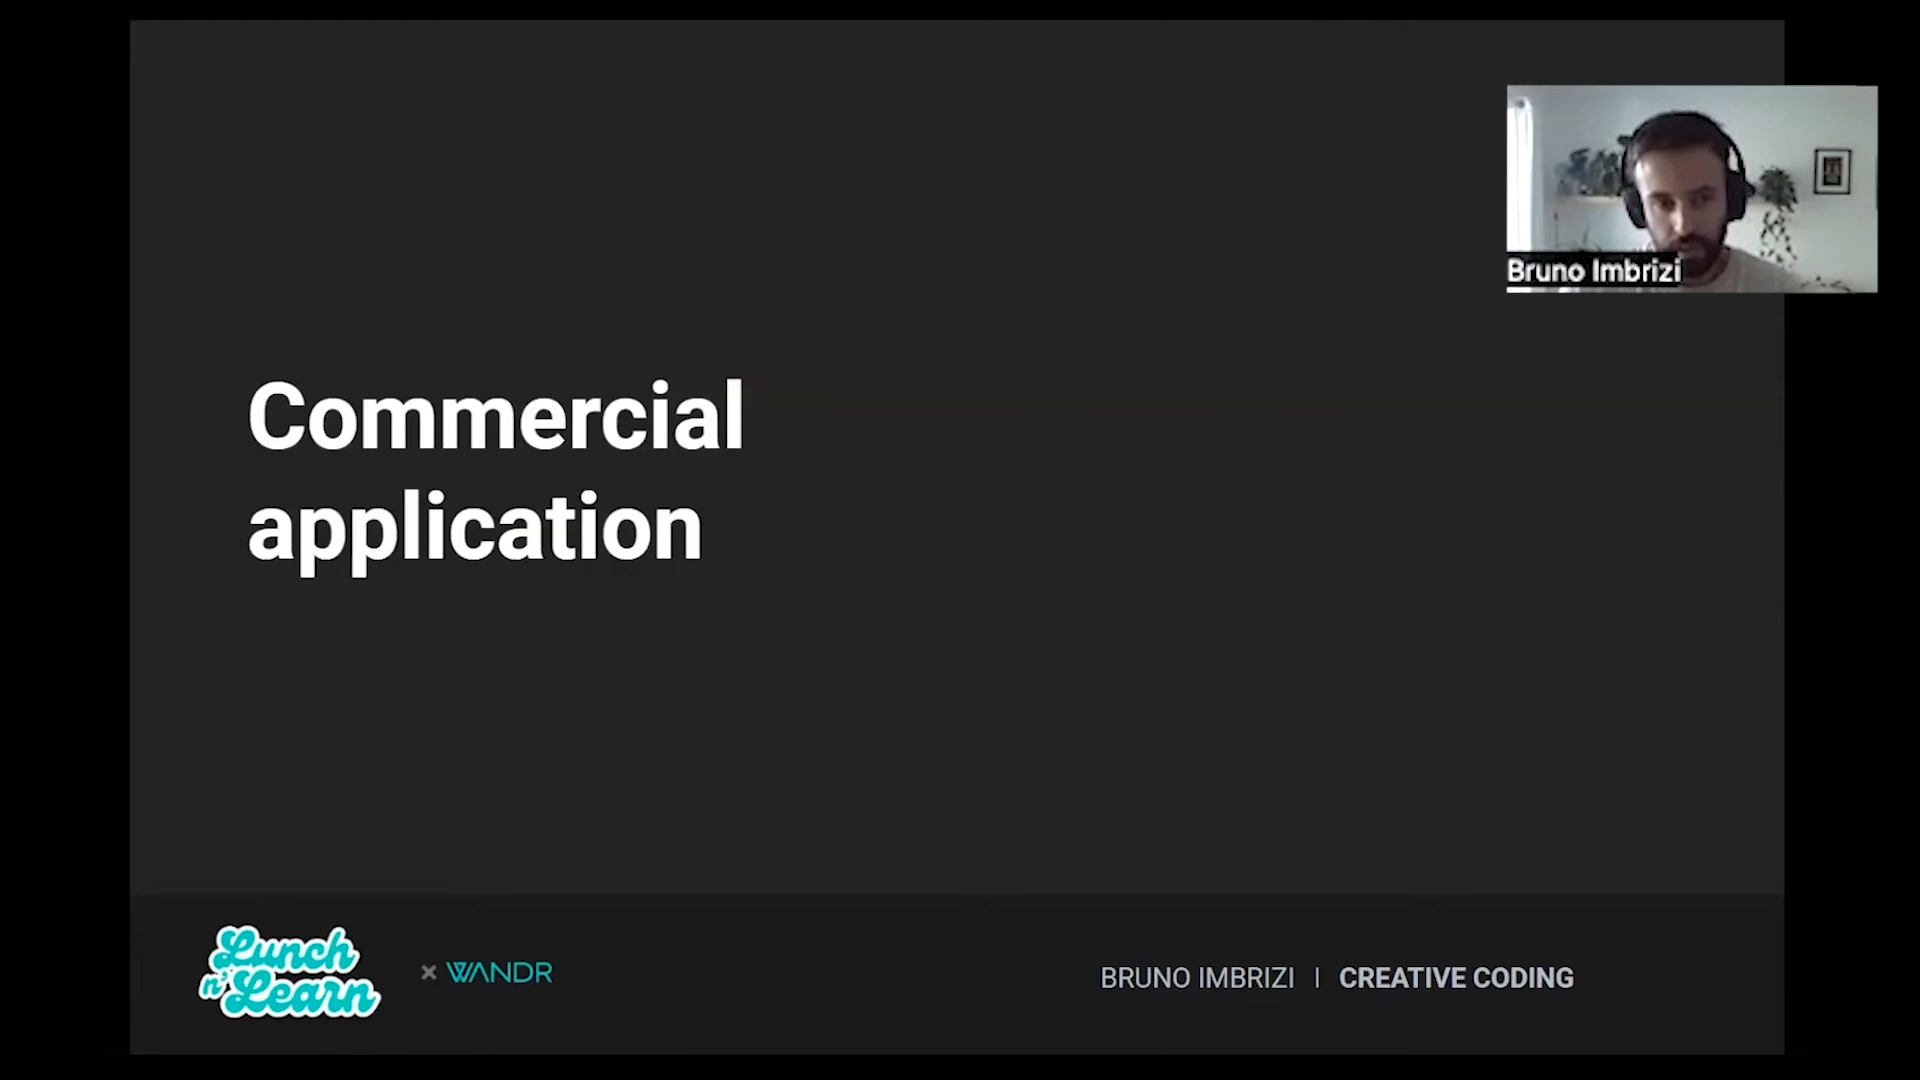 Bruno Imbrizi
Commercial
application
Lunch
n' Learn
× WANDR
BRUNO IMBRIZI | CREATIVE CODING